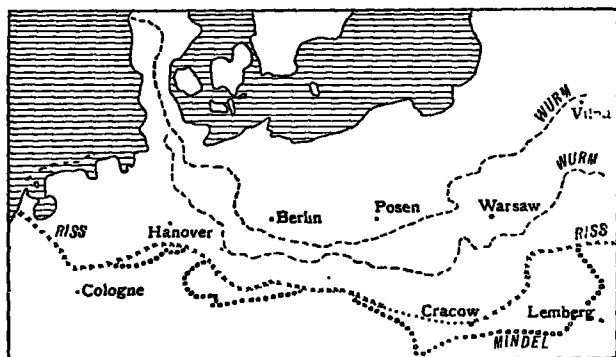 WURM
Vilna
WURM
RISS
Hanover
Berlin
Posen
Warsaw
RISS
Cologne
Cracow
Lemberg
MINDEL